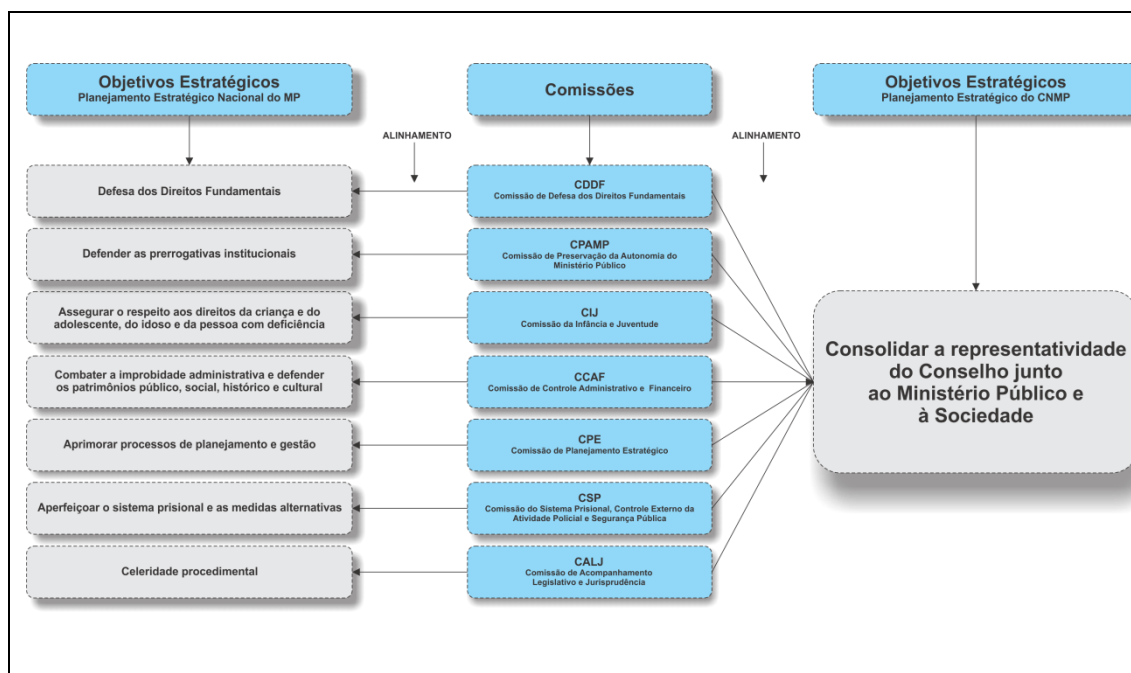 Objetivos Estratégicos
Planejamento Estratégico Nacional do MP
Comissões
Objetivos Estratégicos
Planejamento Estratégico do CNMP
ALINHAMENTO
ALINHAMENTO
Defesa dos Direitos Fundamentais
CDDF
Comissão de Defesa dos Direitos Fundamentais
Defender as prerrogativas institucionais
CPAMP
Comissão de Preservação da Autonomia do
Ministério Público
Assegurar o respeito aos direitos da criança e do
adolescente, do idoso e da pessoa com deficiência
CIJ
Comissão da Infância e Juventude
Combater a improbidade administrativa e defender
os patrimônios público, social, histórico e cultural
CCAF
Comissão de Controle Administrativo e Financeiro
Aprimorar processos de planejamento e gestão
CPE
Comissão de Planejamento Estratégico
Aperfeiçoar o sistema prisional e as medidas alternativas
CSP
Comissão do Sistema Prisional, Controle Externo da
Atividade Policial e Segurança Pública
Celeridade procedimental
CALJ
Comissão de Acompanhamento
Legislativo e Jurisprudência
Consolidar a representatividade
do Conselho junto
ao Ministério Público e
à Sociedade